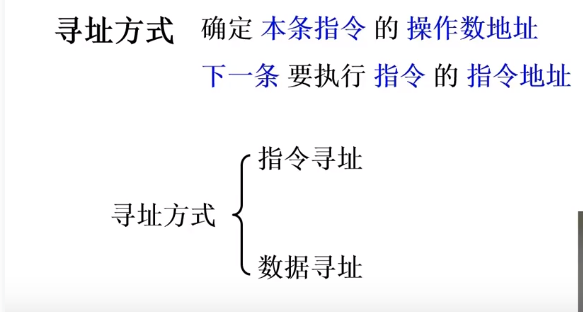 寻址方式 确定 本条指令 的 操作数地址
下一条 要执行 指令 的 指令地址
指令寻址
寻址方式
数据寻址